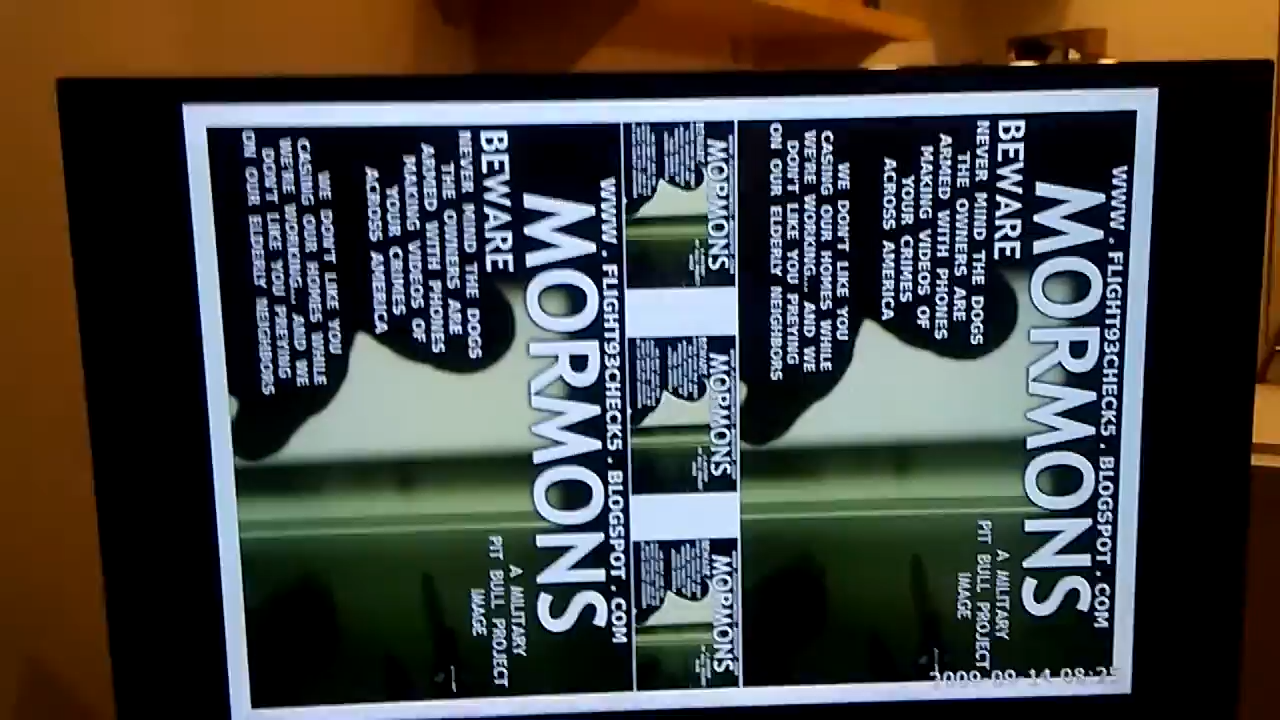 WWW.FLIGHT93CHECKS.BLOGSPOT.COM
MORMONS
BEWARE
NEVER MIND THE DOGS
THE OWNERS ARE
ARMED WITH PHONES
MAKING VIDEOS OF
YOUR CRIMES
ACROSS AMERICA
WE DON'T LIKE YOU
CASING OUR HOMES WHILE
WE'RE WORKING... AND WE
DON'T LIKE YOU PREYING
ON OUR ELDERLY NEIGHBORS
A MILITARY
PIT BULL PROJECT
IMAGE
MORMONS
MORMONS
MORMONS
WWW.FLIGHT93CHECKS.BLOGSPOT.COM
MORMONS
BEWARE
NEVER MIND THE DOGS
THE OWNERS ARE
ARMED WITH PHONES
MAKING VIDEOS OF
YOUR CRIMES
ACROSS AMERICA
WE DON'T LIKE YOU
CASING OUR HOMES WHILE
WE'RE WORKING... AND WE
DON'T LIKE YOU PREYING
ON OUR ELDERLY NEIGHBORS
A MILITARY
PIT BULL PROJECT
IMAGE
2009-09-14 08:25